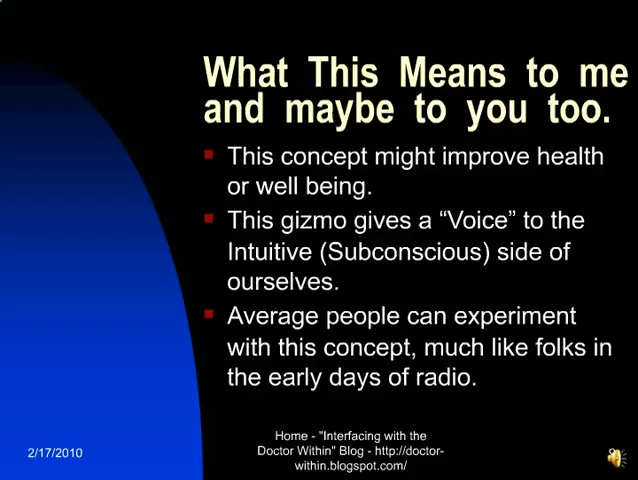 What This Means to me
and maybe to you too.
This concept might improve health
or well being.
This gizmo gives a “Voice” to the
Intuitive (Subconscious) side of
ourselves.
Average people can experiment
with this concept, much like folks in
the early days of radio.
2/17/2010
Home - "Interfacing with the
Doctor Within" Blog - http://doctor-
within.blogspot.com/